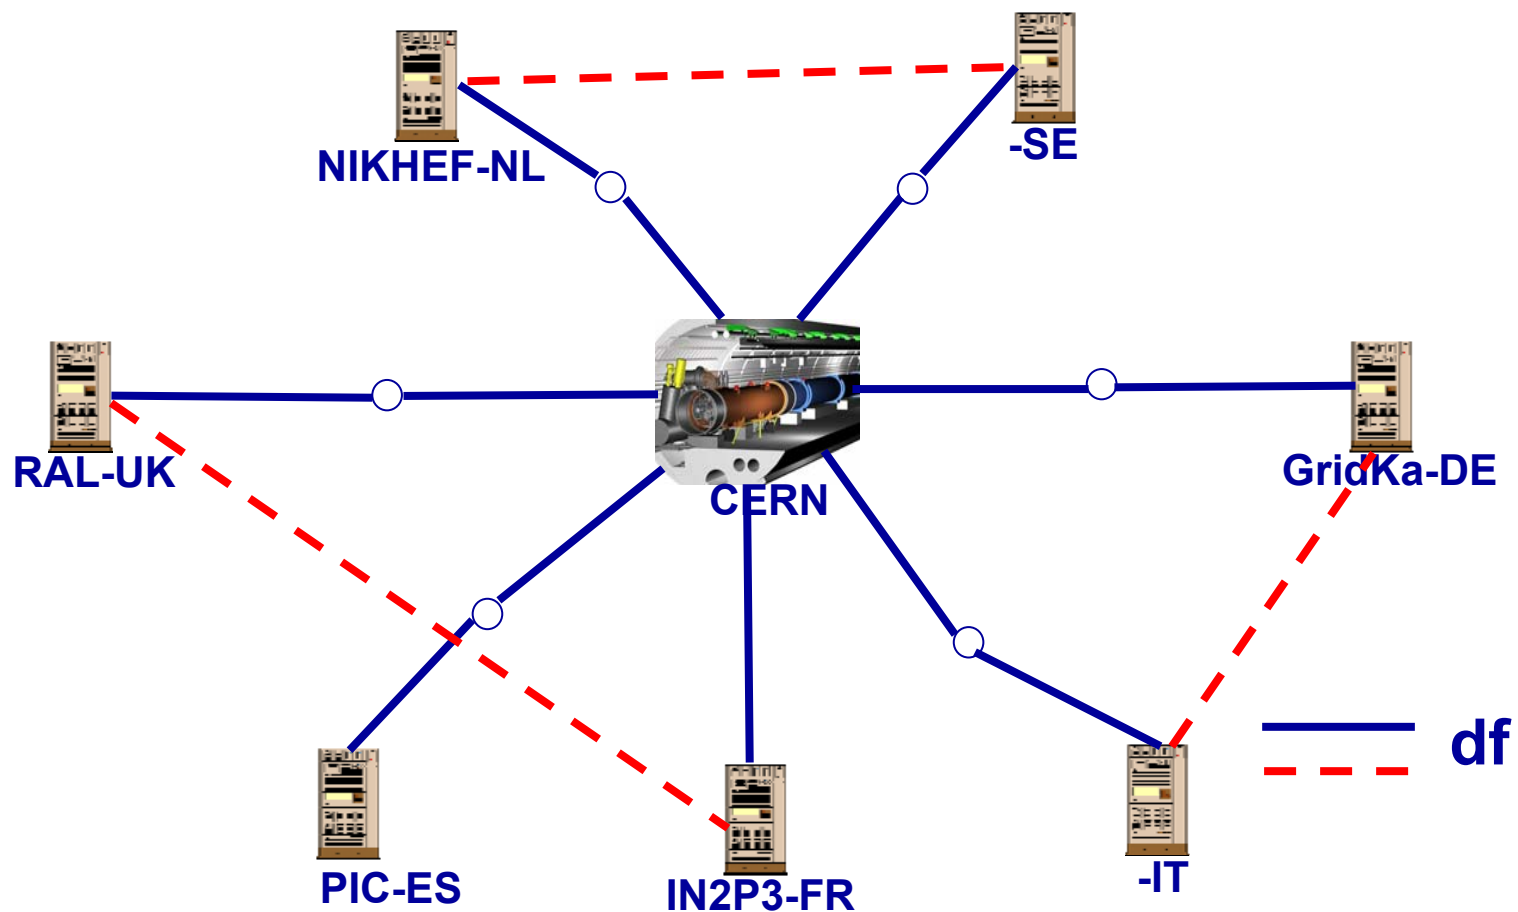 -SE
NIKHEF-NL
RAL-UK
GridKa-DE
CERN
df
-IT
PIC-ES
IN2P3-FR